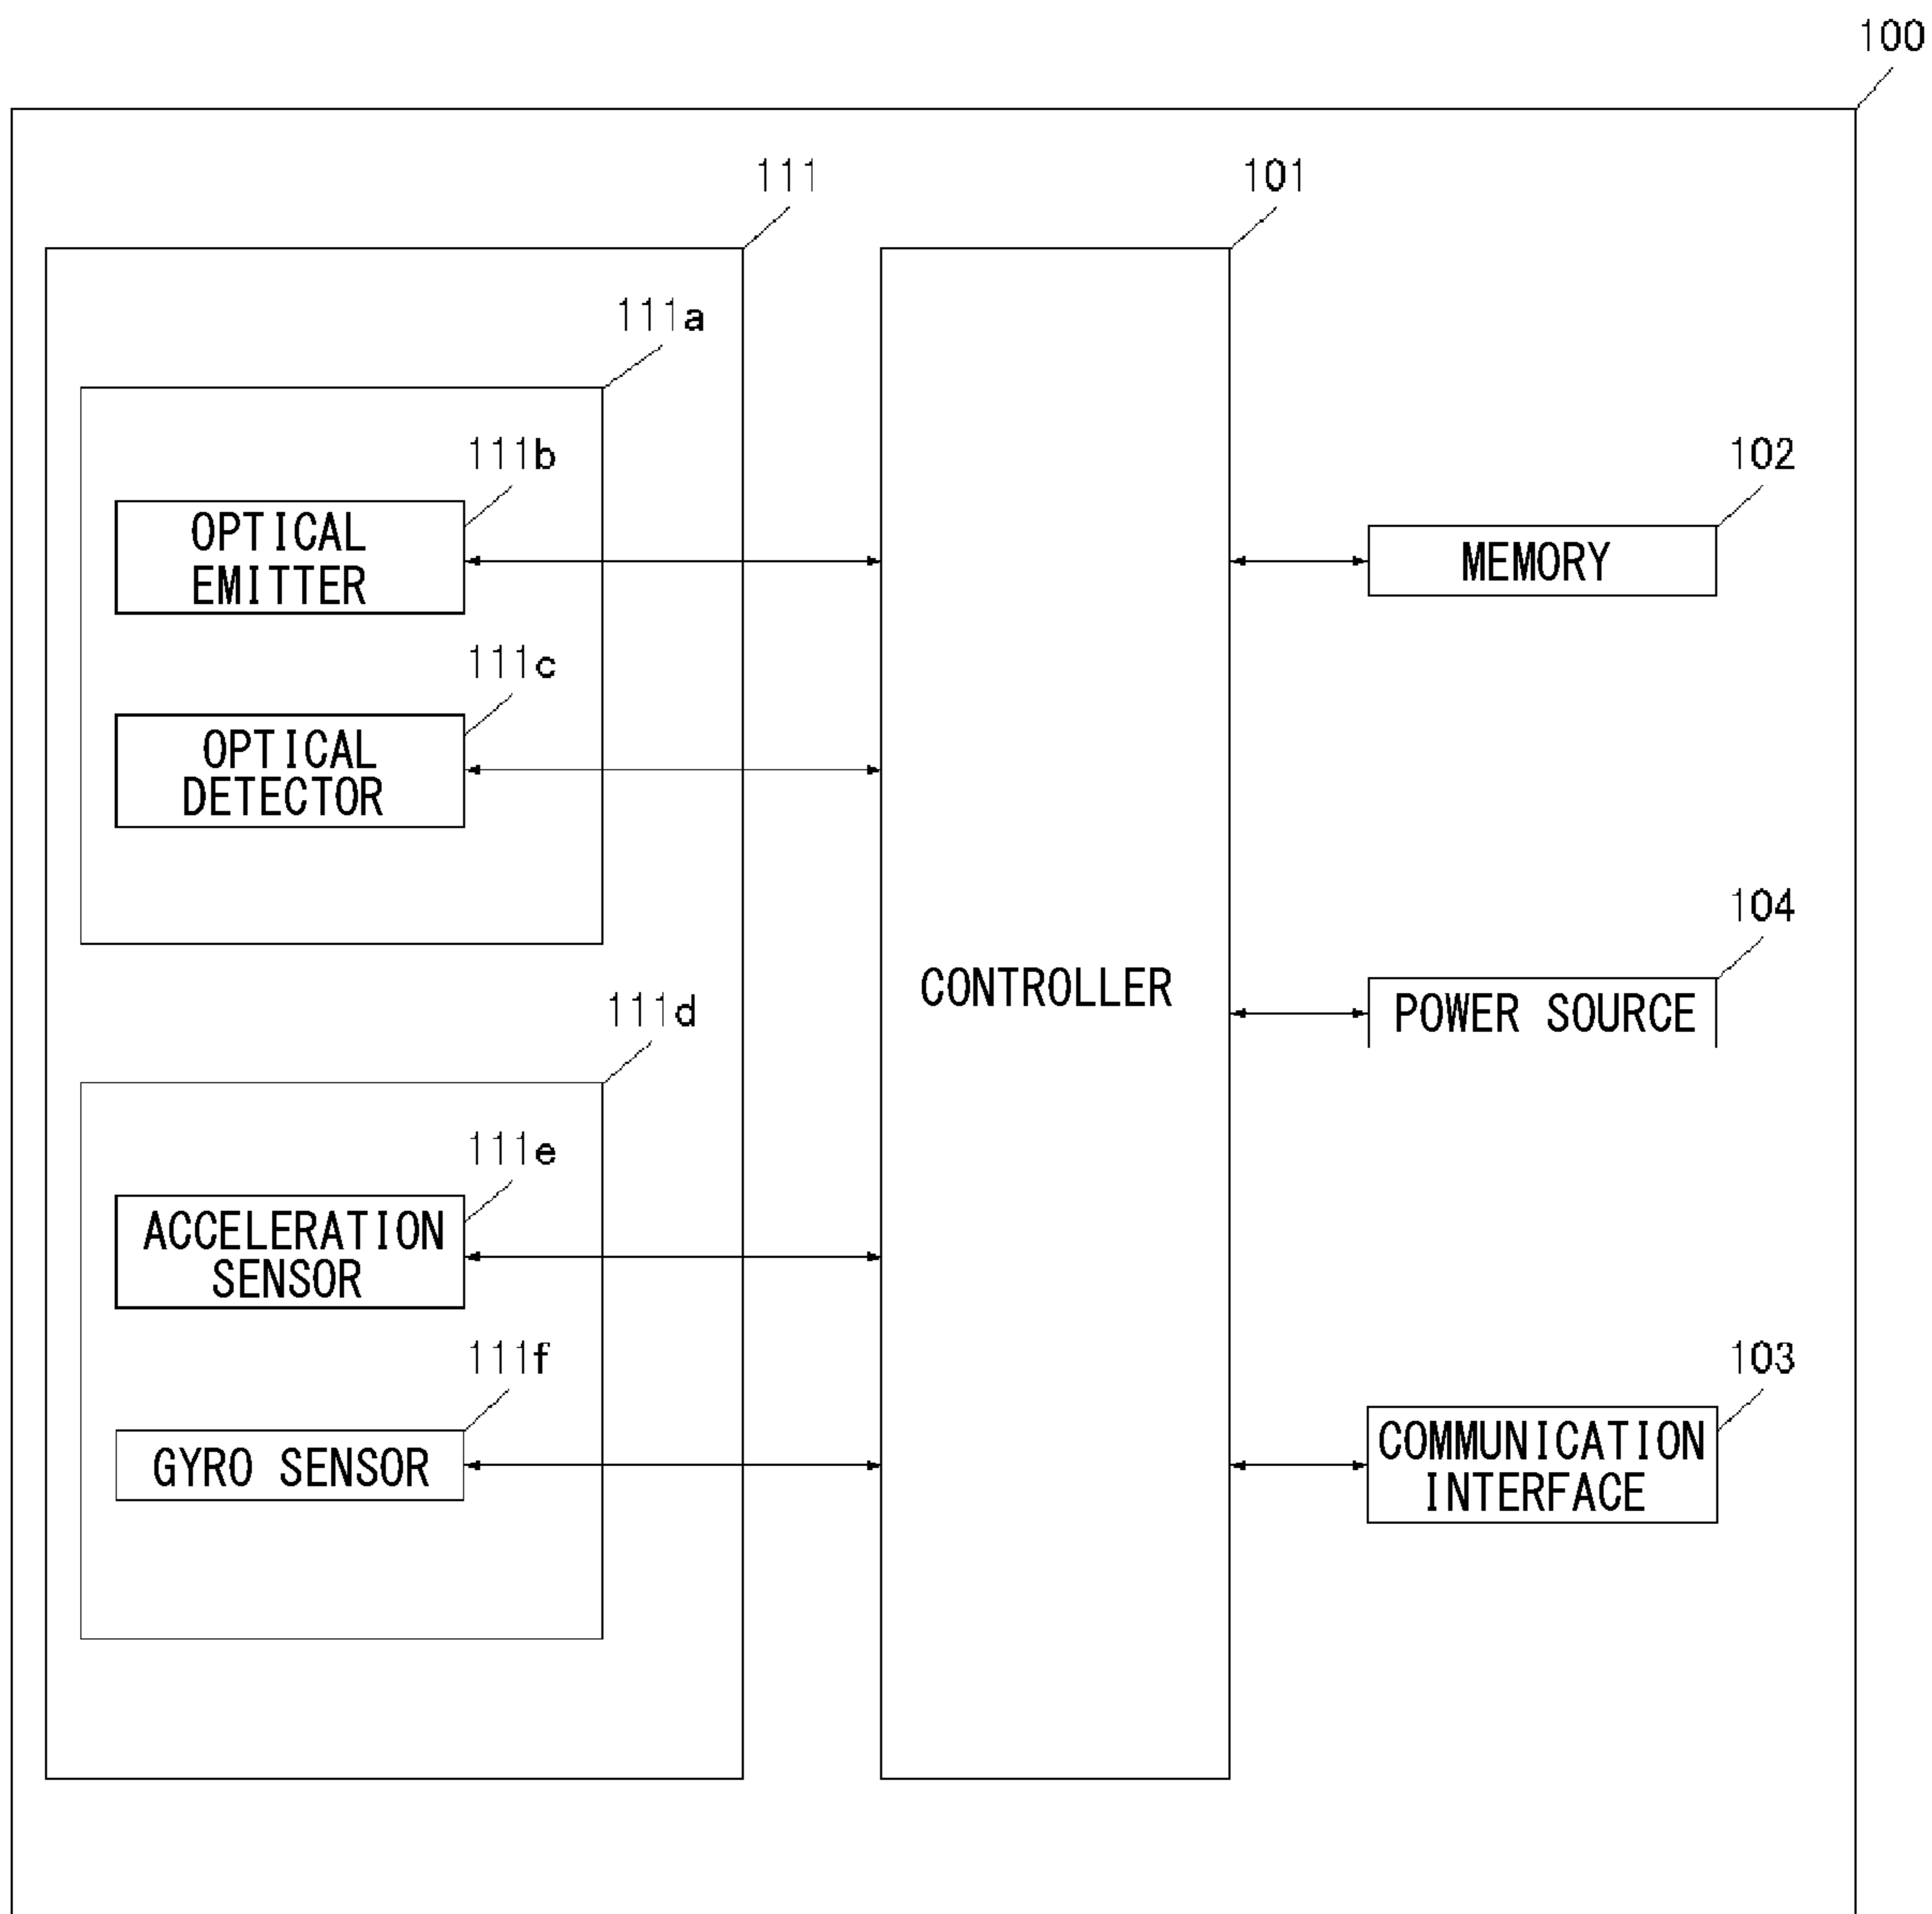 100
111
101
111a
111b
102
OPTICAL
EMITTER
MEMORY
111c
OPTICAL
DETECTOR
104
CONTROLLER
POWER SOURCE
111d
111e
ACCELERATION
SENSOR
111f
103
GYRO SENSOR
COMMUNICATION
INTERFACE